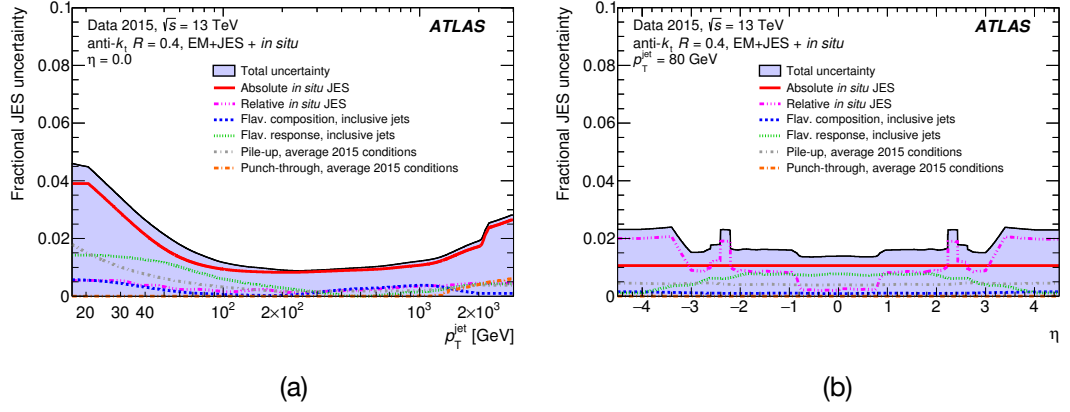 Fractional JES uncertainty
0.1
0.08
0.06
0.04
0.02
0
Data 2015, √s = 13 TeV
ATLAS
anti-kt R = 0.4, EM+JES + in situ
η = 0.0
Total uncertainty
Absolute in situ JES
Relative in situ JES
Flav. composition, inclusive jets
Flav. response, inclusive jets
Pile-up, average 2015 conditions
Punch-through, average 2015 conditions
20 30 40 10² 2×10² 10³ 2×10³
pTjet [GeV]
(a)
Fractional JES uncertainty
0.1
0.08
0.06
0.04
0.02
0
Data 2015, √s = 13 TeV
ATLAS
anti-kt R = 0.4, EM+JES + in situ
pTjet = 80 GeV
Total uncertainty
Absolute in situ JES
Relative in situ JES
Flav. composition, inclusive jets
Flav. response, inclusive jets
Pile-up, average 2015 conditions
Punch-through, average 2015 conditions
−4 −3 −2 −1 0 1 2 3 4
η
(b)